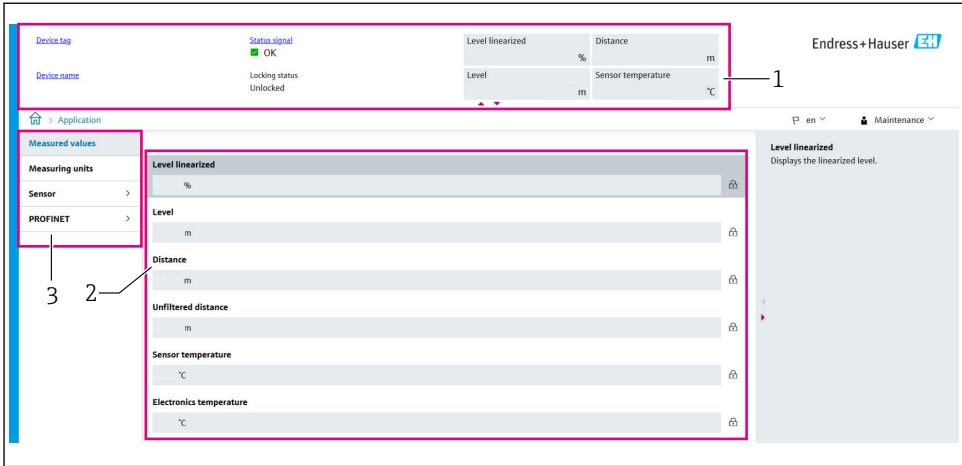 Device tag
Status signal
OK
Level linearized
%
Distance
m
Endress+Hauser EH
Device name
Locking status
Unlocked
Level
m
Sensor temperature
°C
1
> Application
en
Maintenance
Measured values
Measuring units
Sensor >
PROFINET >
3
2
Level linearized
%
Level
m
Distance
m
Unfiltered distance
m
Sensor temperature
°C
Electronics temperature
°C
Level linearized
Displays the linearized level.